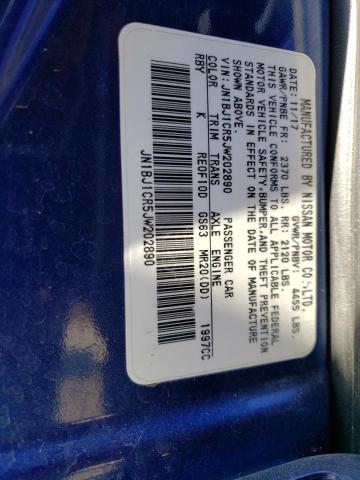 MANUFACTURED BY NISSAN MOTOR CO.,LTD.
DATE: 11/17 GVWR/PNBV: 4455 LBS.
GAWR/PNBE FR: 2370 LBS. RR: 2120 LBS.
THIS VEHICLE CONFORMS TO ALL APPLICABLE FEDERAL
MOTOR VEHICLE SAFETY,BUMPER,AND THEFT PREVENTION
STANDARDS IN EFFECT ON THE DATE OF MANUFACTURE
SHOWN ABOVE
VIN: JN1BJ1CR5JW202890 PASSENGER CAR
COLOR TRIM TRANS AXLE ENGINE
RBY K RE0F10D GS63 MR20(DD) 1997CC
JN1BJ1CR5JW202890